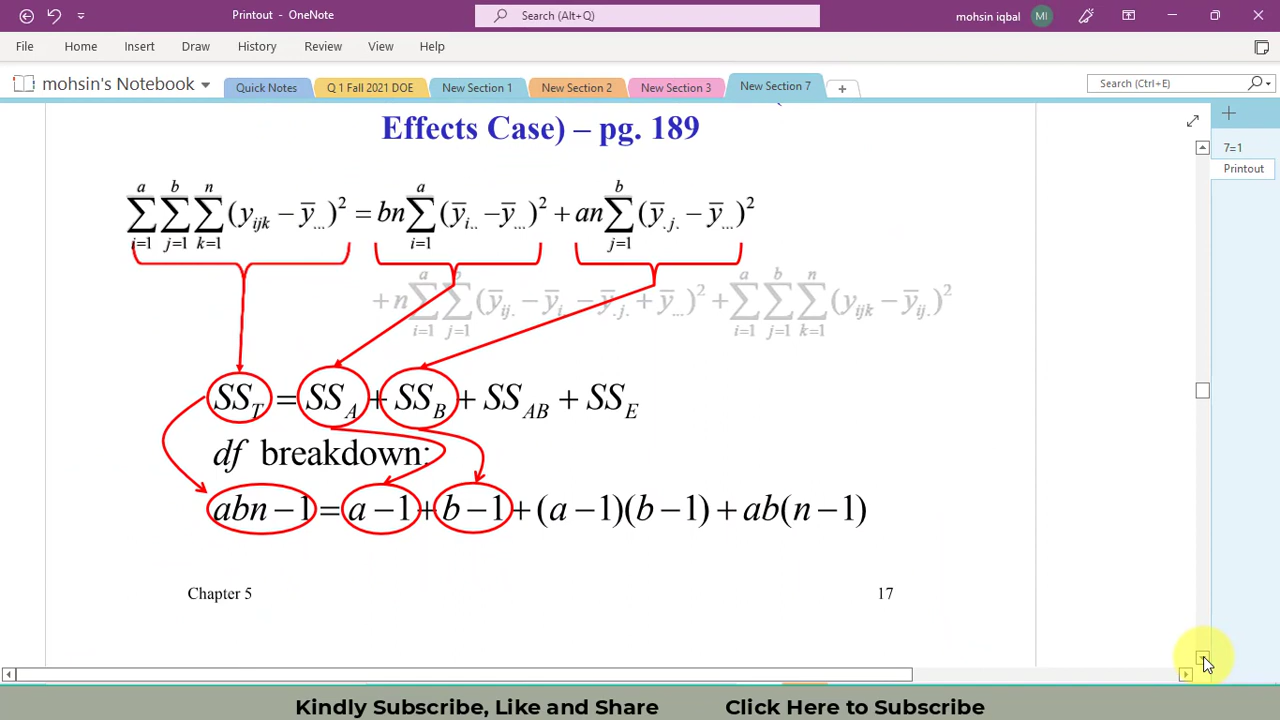 Printout - OneNote
Search (Alt+Q)
mohsin iqbal
MI
File Home Insert Draw History Review View Help
mohsin's Notebook
Quick Notes
Q 1 Fall 2021 DOE
New Section 1
New Section 2
New Section 3
New Section 7
Search (Ctrl+E)
7=1
Printout
Effects Case) – pg. 189
∑_{i=1}^{a} ∑_{j=1}^{b} ∑_{k=1}^{n} (y_{ijk} − ȳ_{...})² = bn ∑_{i=1}^{a} (ȳ_{i..} − ȳ_{...})² + an ∑_{j=1}^{b} (ȳ_{.j.} − ȳ_{...})²
+ n ∑_{i=1}^{a} ∑_{j=1}^{b} (ȳ_{ij.} − ȳ_{i..} − ȳ_{.j.} + ȳ_{...})² + ∑_{i=1}^{a} ∑_{j=1}^{b} ∑_{k=1}^{n} (y_{ijk} − ȳ_{ij.})²
SS_T = SS_A + SS_B + SS_{AB} + SS_E
df breakdown:
abn − 1 = a − 1 + b − 1 + (a − 1)(b − 1) + ab(n − 1)
Chapter 5
17
Kindly Subscribe, Like and Share
Click Here to Subscribe